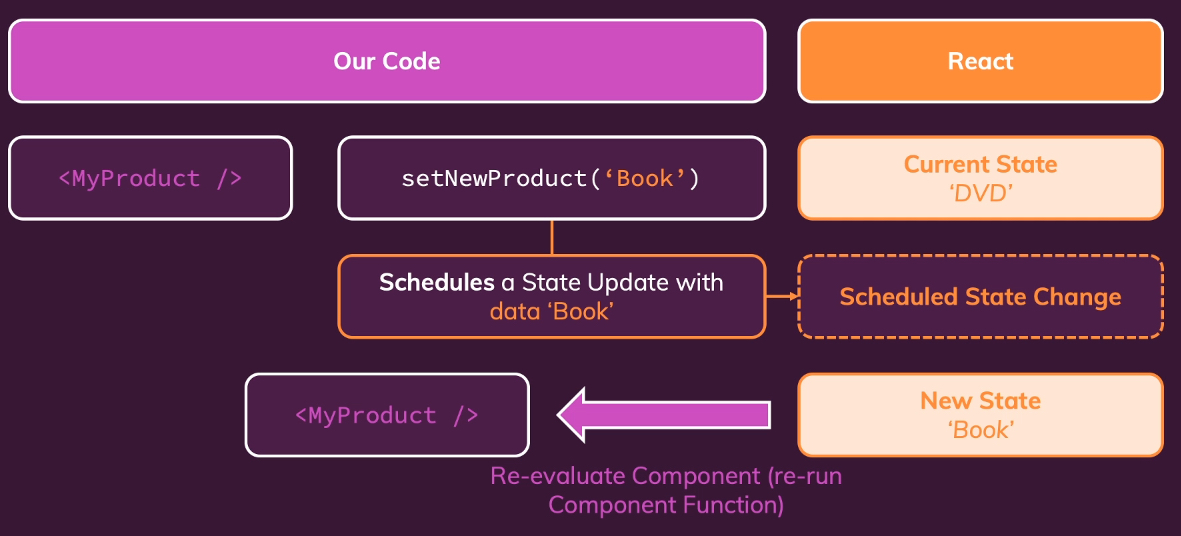 Our Code
React
<MyProduct />
setNewProduct(‘Book’)
Current State
‘DVD’
Schedules a State Update with
data ‘Book’
Scheduled State Change
<MyProduct />
New State
‘Book’
Re-evaluate Component (re-run
Component Function)